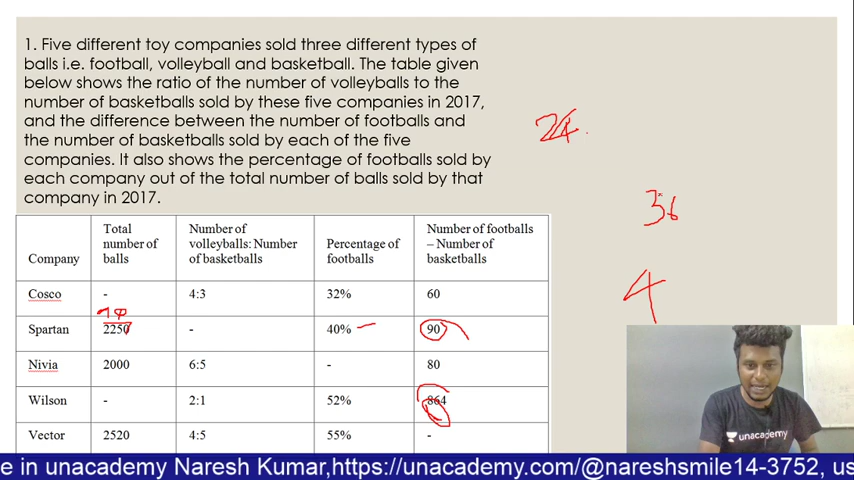 1. Five different toy companies sold three different types of
balls i.e. football, volleyball and basketball. The table given
below shows the ratio of the number of volleyballs to the
number of basketballs sold by these five companies in 2017,
and the difference between the number of footballs and
the number of basketballs sold by each of the five
companies. It also shows the percentage of footballs sold by
each company out of the total number of balls sold by that
company in 2017.
24
36
4
Company
Total
number of
balls
Number of
volleyballs: Number
of basketballs
Percentage of
footballs
Number of footballs
– Number of
basketballs
Cosco - 4:3 32% 60
Spartan 2250 - 40% 90
Nivia 2000 6:5 - 80
Wilson - 2:1 52% 864
Vector 2520 4:5 55% -
unacademy
e in unacademy Naresh Kumar,https://unacademy.com/@nareshsmile14-3752, us